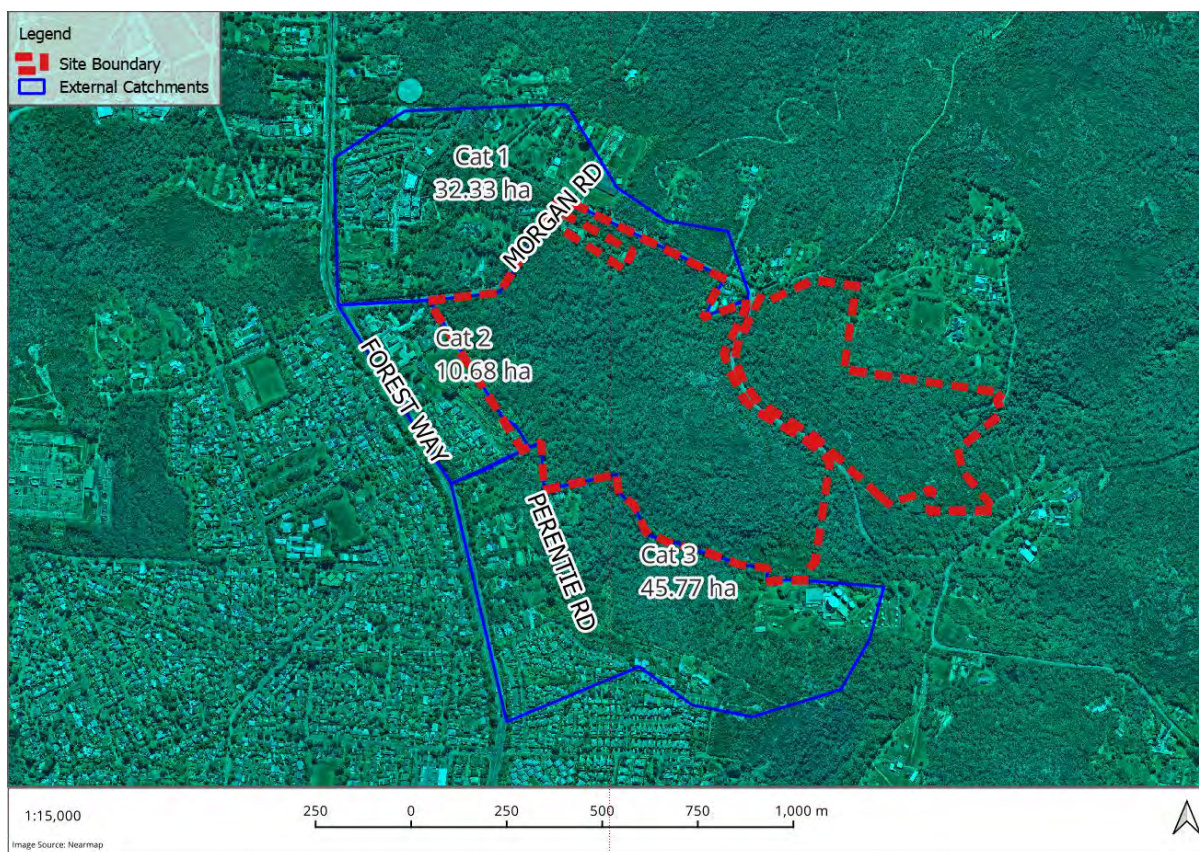 Legend
Site Boundary
External Catchments
Cat 1
32.33 ha
MORGAN RD
Cat 2
10.68 ha
FOREST WAY
PERENTIE RD
Cat 3
45.77 ha
1:15,000
250 0 250 500 750 1,000 m
Image Source: Nearmap